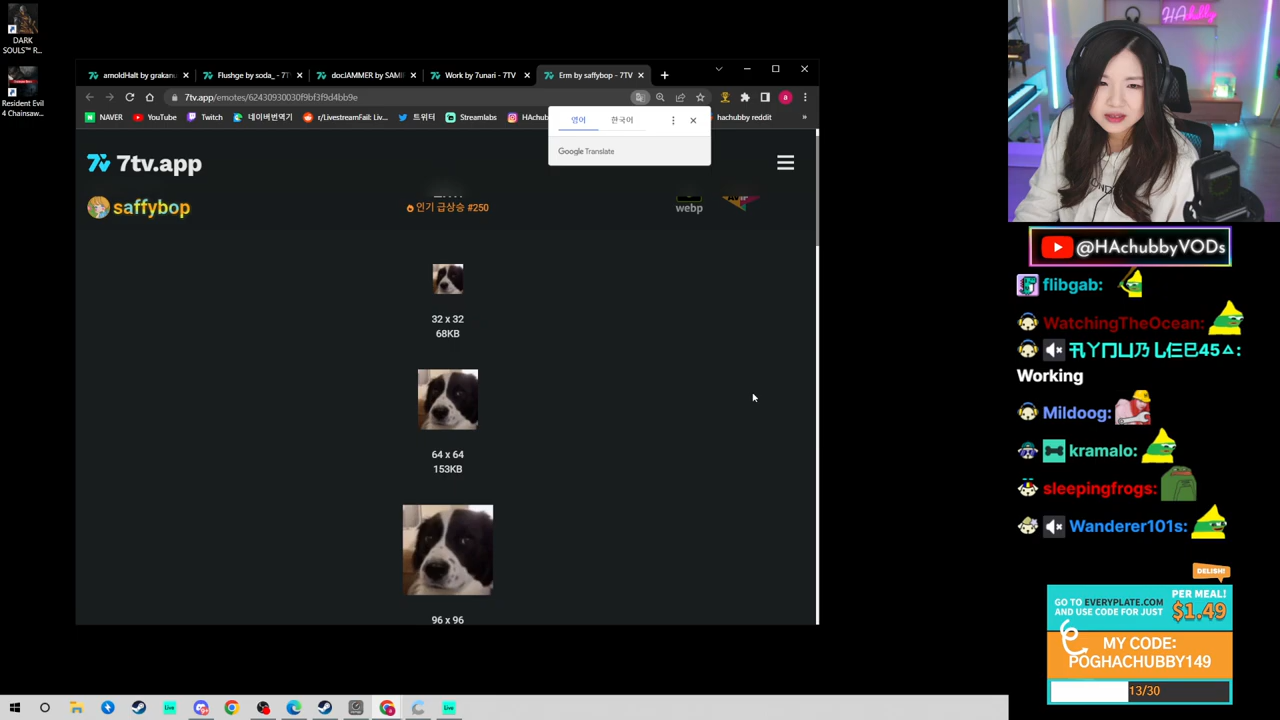 DARK
SOULS™ R...
Resident Evil
4 Chainsaw...
arnoldHalt by grakanu
Flushge by soda_ - 7TV
docJAMMER by SAMI
Work by 7unari - 7TV
Erm by saffybop - 7TV
7tv.app/emotes/62430930030f9bf3f9d4bb9e
NAVER
YouTube
Twitch
네이버번역기
r/LivestreamFail: Liv...
트위터
Streamlabs
hachubby reddit
영어
한국어
Google Translate
7tv.app
saffybop
인기 급상승 #250
webp
32 x 32
68KB
64 x 64
153KB
96 x 96
HAchubby
@HAchubbyVODs
flibgab:
WatchingTheOcean:
Working
Mildoog:
kramalo:
sleepingfrogs:
Wanderer101s:
DELISH!
GO TO EVERYPLATE.COM
AND USE CODE FOR JUST
PER MEAL!
$1.49
MY CODE:
POGHACHUBBY149
13/30
Live
Live